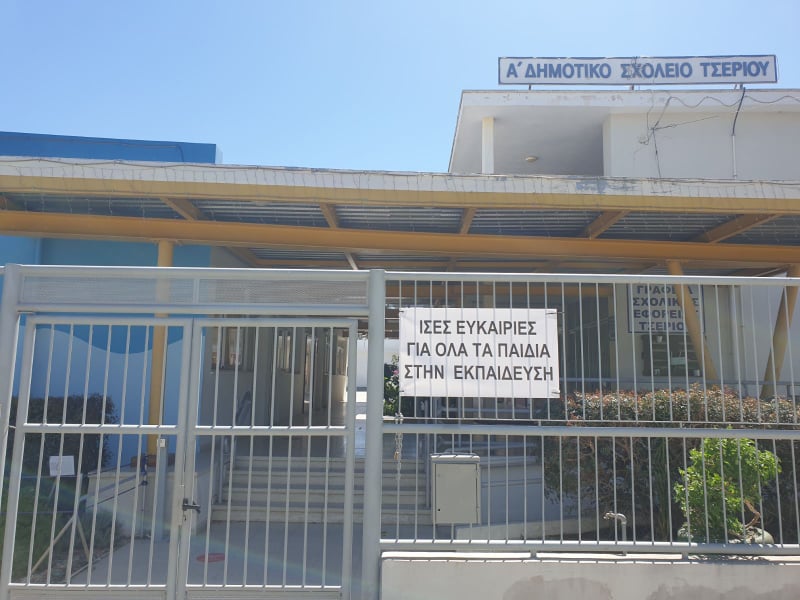 Α΄ ΔΗΜΟΤΙΚΟ ΣΧΟΛΕΙΟ ΤΣΕΡΙΟΥ
ΓΡΑΦΕΙΑ
ΣΧΟΛΙΚΗΣ
ΕΦΟΡΕΙΑΣ
ΤΣΕΡΙΟΥ
ΙΣΕΣ ΕΥΚΑΙΡΙΕΣ
ΓΙΑ ΟΛΑ ΤΑ ΠΑΙΔΙΑ
ΣΤΗΝ ΕΚΠΑΙΔΕΥΣΗ